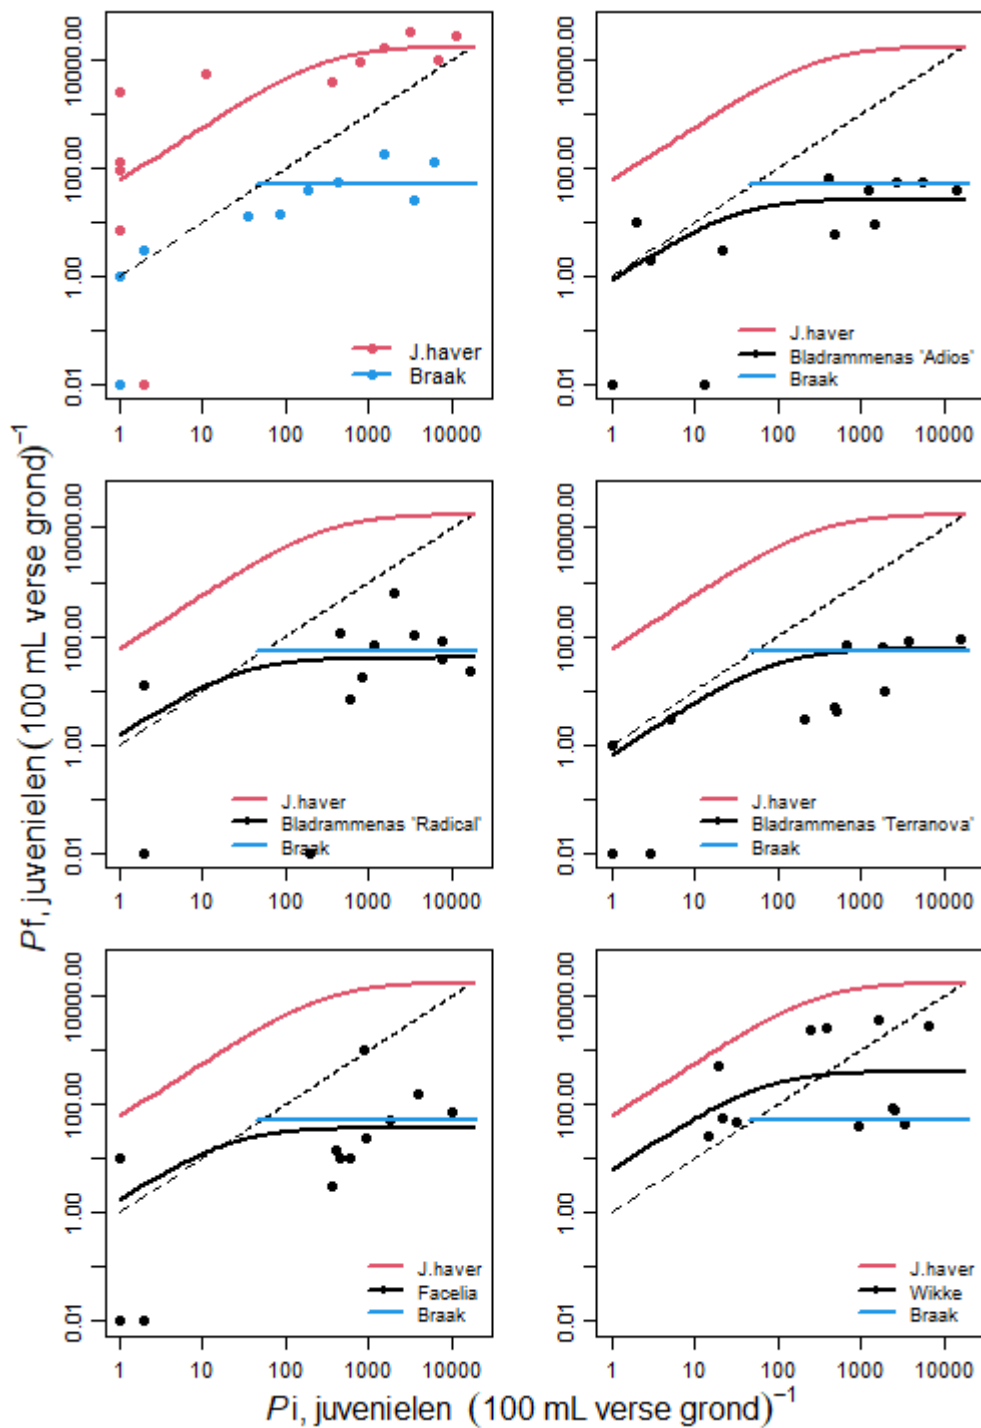 10000.00
100.00
1.00
0.01
1 10 100 1000 10000
J.haver
Braak
10000.00
100.00
1.00
0.01
1 10 100 1000 10000
J.haver
Bladrammenas 'Adios'
Braak
10000.00
100.00
1.00
0.01
1 10 100 1000 10000
J.haver
Bladrammenas 'Radical'
Braak
10000.00
100.00
1.00
0.01
1 10 100 1000 10000
J.haver
Bladrammenas 'Terranova'
Braak
10000.00
100.00
1.00
0.01
1 10 100 1000 10000
J.haver
Facelia
Braak
10000.00
100.00
1.00
0.01
1 10 100 1000 10000
J.haver
Wikke
Braak
Pf, juvenielen (100 mL verse grond)⁻¹
Pi, juvenielen (100 mL verse grond)⁻¹